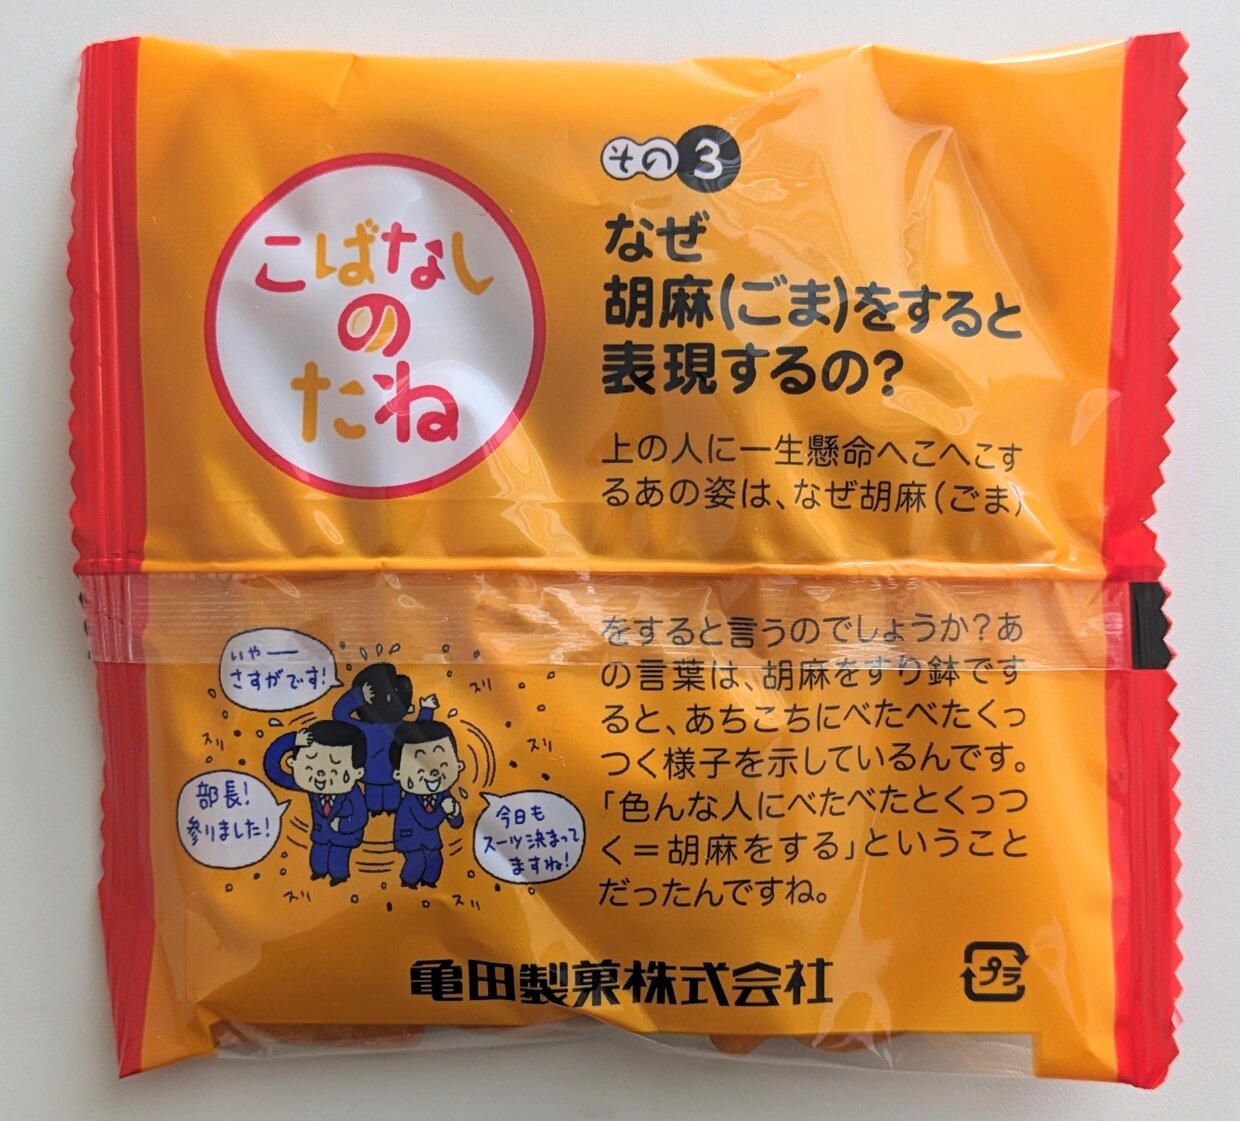 こばなし
の
たね
その3
なぜ
胡麻(ごま)をすると
表現するの?
上の人に一生懸命へこへこす
るあの姿は、なぜ胡麻(ごま)
をすると言うのでしょうか?あ
の言葉は、胡麻をすり鉢です
ると、あちこちにべたべたくっ
つく様子を示しているんです。
「色んな人にべたべたとくっつ
く=胡麻をする」ということ
だったんですね。
いやー
さすがです!
部長!
参りました!
今日も
スーツ決まって
ますね!
スリ
スリ
スリ
スリ
スリ
亀田製菓株式会社
プラ